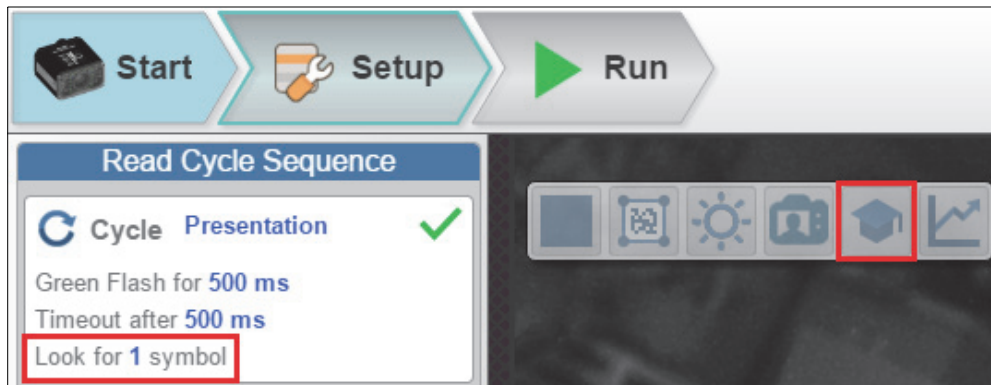 Start
Setup
Run
Read Cycle Sequence
Cycle Presentation
Green Flash for 500 ms
Timeout after 500 ms
Look for 1 symbol